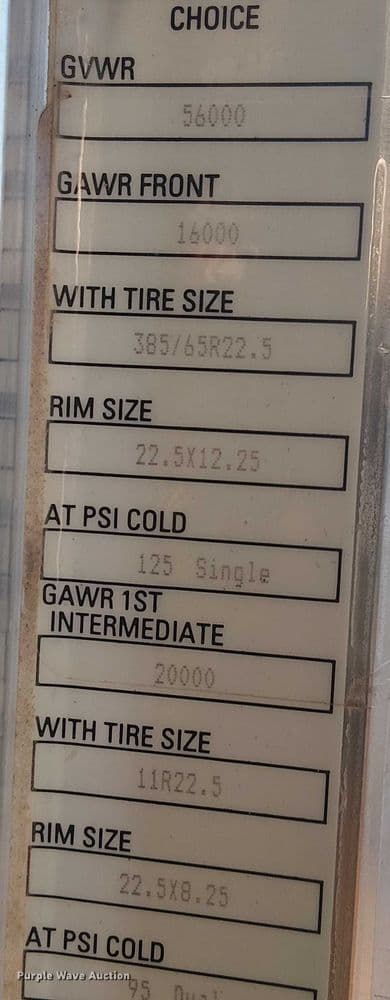 CHOICE
GVWR
56000
GAWR FRONT
16000
WITH TIRE SIZE
385/65R22.5
RIM SIZE
22.5X12.25
AT PSI COLD
125 Single
GAWR 1ST
INTERMEDIATE
20000
WITH TIRE SIZE
11R22.5
RIM SIZE
22.5X8.25
AT PSI COLD
95 Dual
Purple Wave Auction